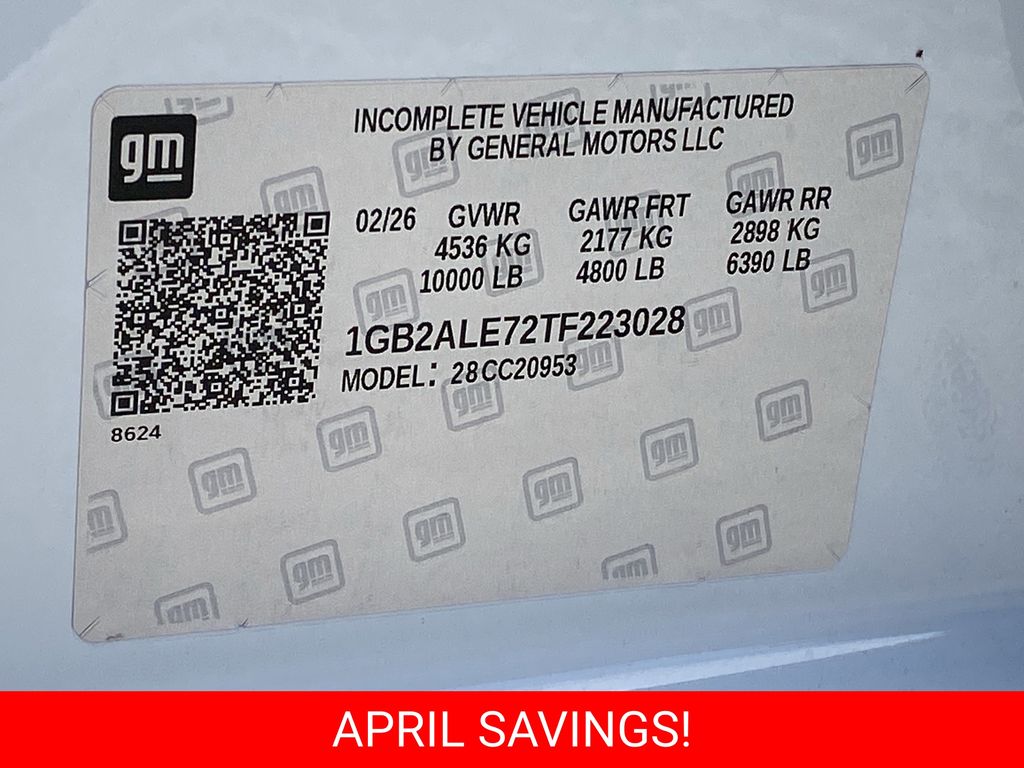 gm
INCOMPLETE VEHICLE MANUFACTURED
BY GENERAL MOTORS LLC
02/26 GVWR GAWR FRT GAWR RR
4536 KG 2177 KG 2898 KG
10000 LB 4800 LB 6390 LB
1GB2ALE72TF223028
MODEL: 28CC20953
8624
APRIL SAVINGS!